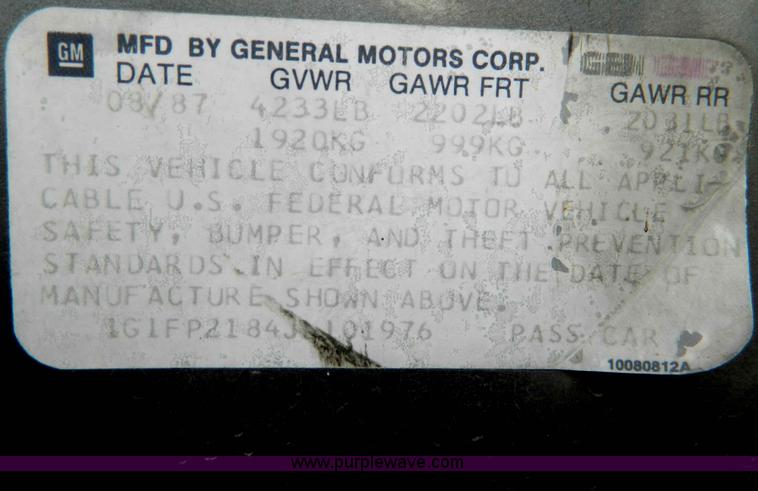 GM MFD BY GENERAL MOTORS CORP.
DATE GVWR GAWR FRT GAWR RR
08/87 4233LB 2202LB 2031LB
1920KG 999KG 921KG
THIS VEHICLE CONFORMS TO ALL APPLI-
CABLE U.S. FEDERAL MOTOR VEHICLE
SAFETY, BUMPER, AND THEFT PREVENTION
STANDARDS IN EFFECT ON THE DATE OF
MANUFACTURE SHOWN ABOVE.
PASS CAR
10080812A
www.purplewave.com